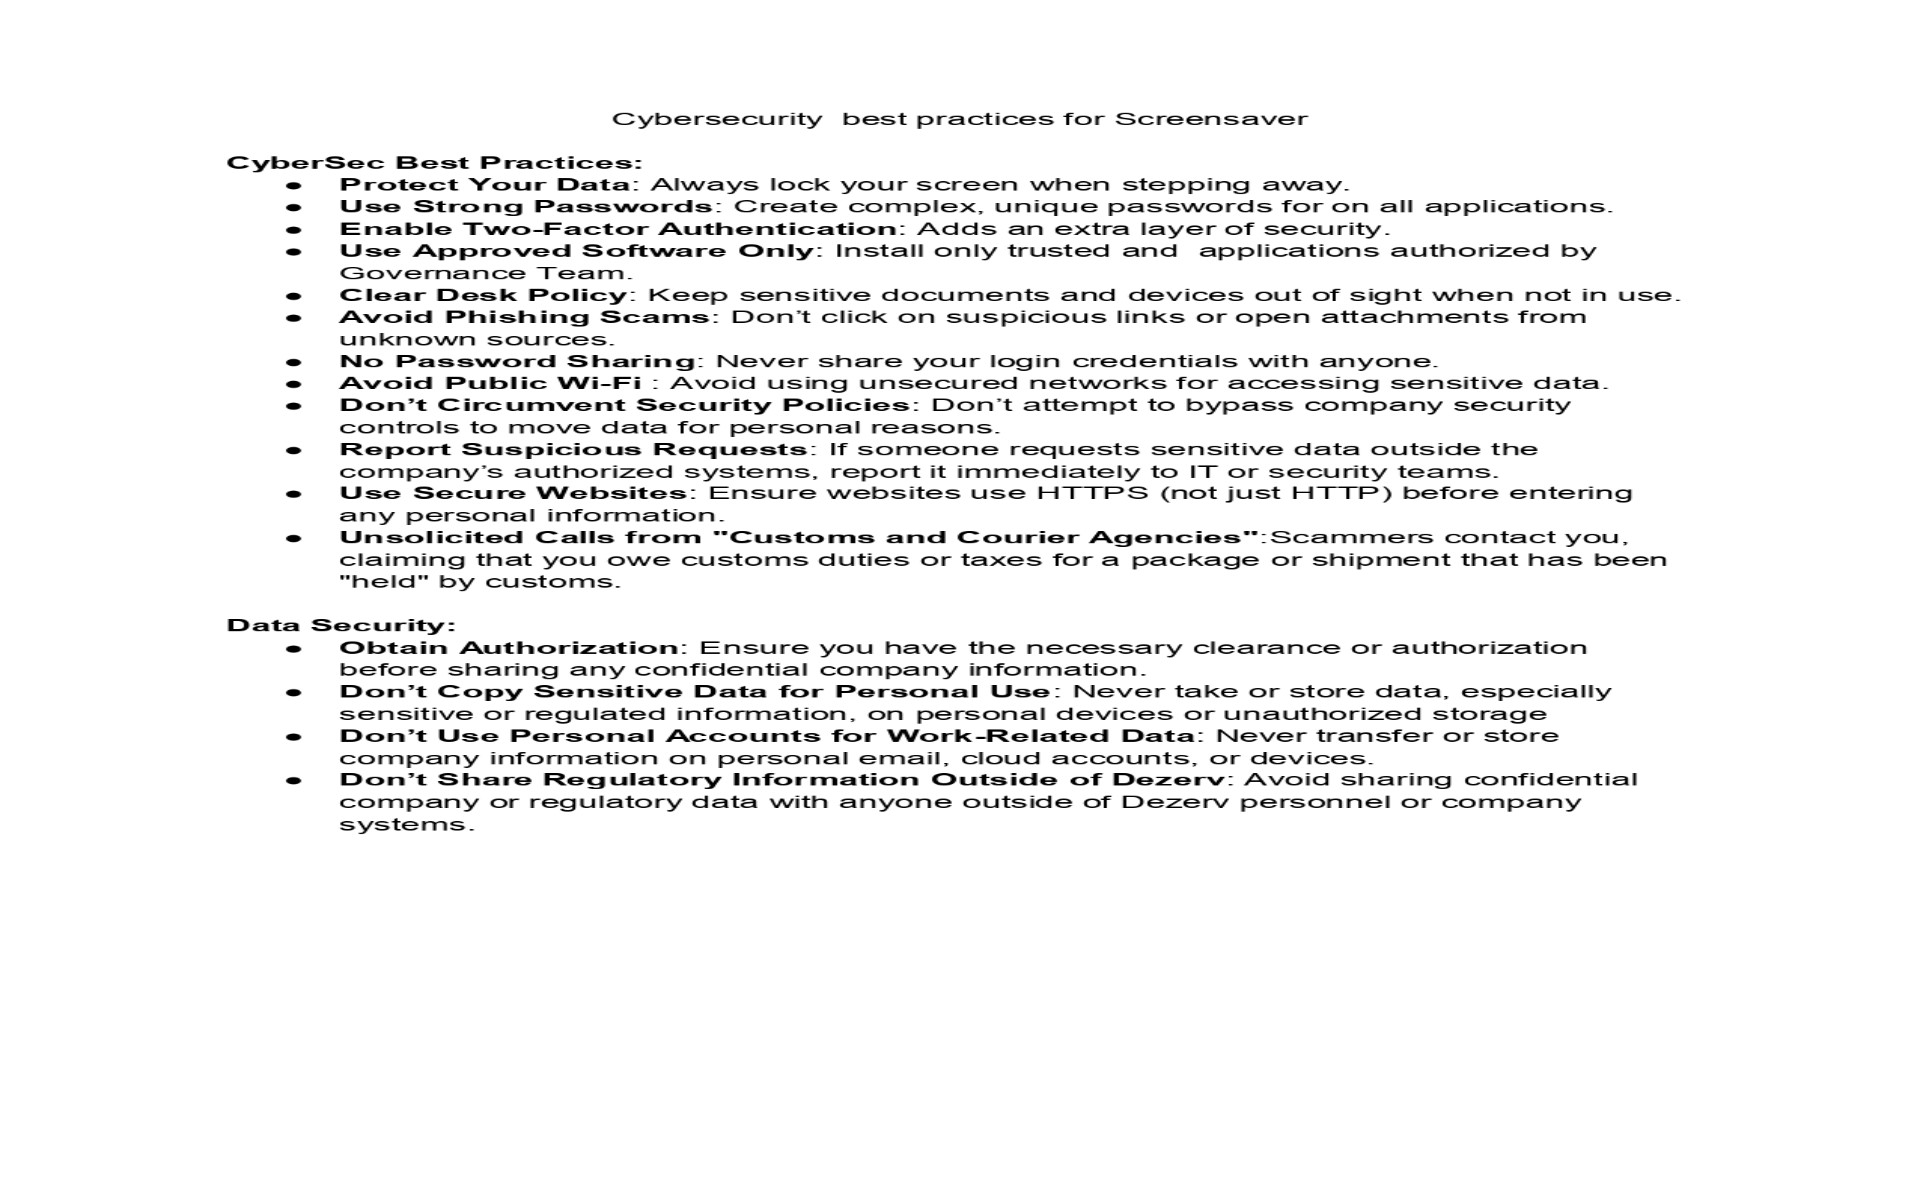 Cybersecurity  best practices for Screensaver
CyberSec Best Practices:
● Protect Your Data: Always lock your screen when stepping away.
● Use Strong Passwords: Create complex, unique passwords for on all applications.
● Enable Two-Factor Authentication: Adds an extra layer of security.
● Use Approved Software Only: Install only trusted and  applications authorized by
Governance Team.
● Clear Desk Policy: Keep sensitive documents and devices out of sight when not in use.
● Avoid Phishing Scams: Don’t click on suspicious links or open attachments from
unknown sources.
● No Password Sharing: Never share your login credentials with anyone.
● Avoid Public Wi-Fi : Avoid using unsecured networks for accessing sensitive data.
● Don’t Circumvent Security Policies: Don’t attempt to bypass company security
controls to move data for personal reasons.
● Report Suspicious Requests: If someone requests sensitive data outside the
company’s authorized systems, report it immediately to IT or security teams.
● Use Secure Websites: Ensure websites use HTTPS (not just HTTP) before entering
any personal information.
● Unsolicited Calls from "Customs and Courier Agencies":Scammers contact you,
claiming that you owe customs duties or taxes for a package or shipment that has been
"held" by customs.
Data Security:
● Obtain Authorization: Ensure you have the necessary clearance or authorization
before sharing any confidential company information.
● Don’t Copy Sensitive Data for Personal Use: Never take or store data, especially
sensitive or regulated information, on personal devices or unauthorized storage
● Don’t Use Personal Accounts for Work-Related Data: Never transfer or store
company information on personal email, cloud accounts, or devices.
● Don’t Share Regulatory Information Outside of Dezerv: Avoid sharing confidential
company or regulatory data with anyone outside of Dezerv personnel or company
systems.